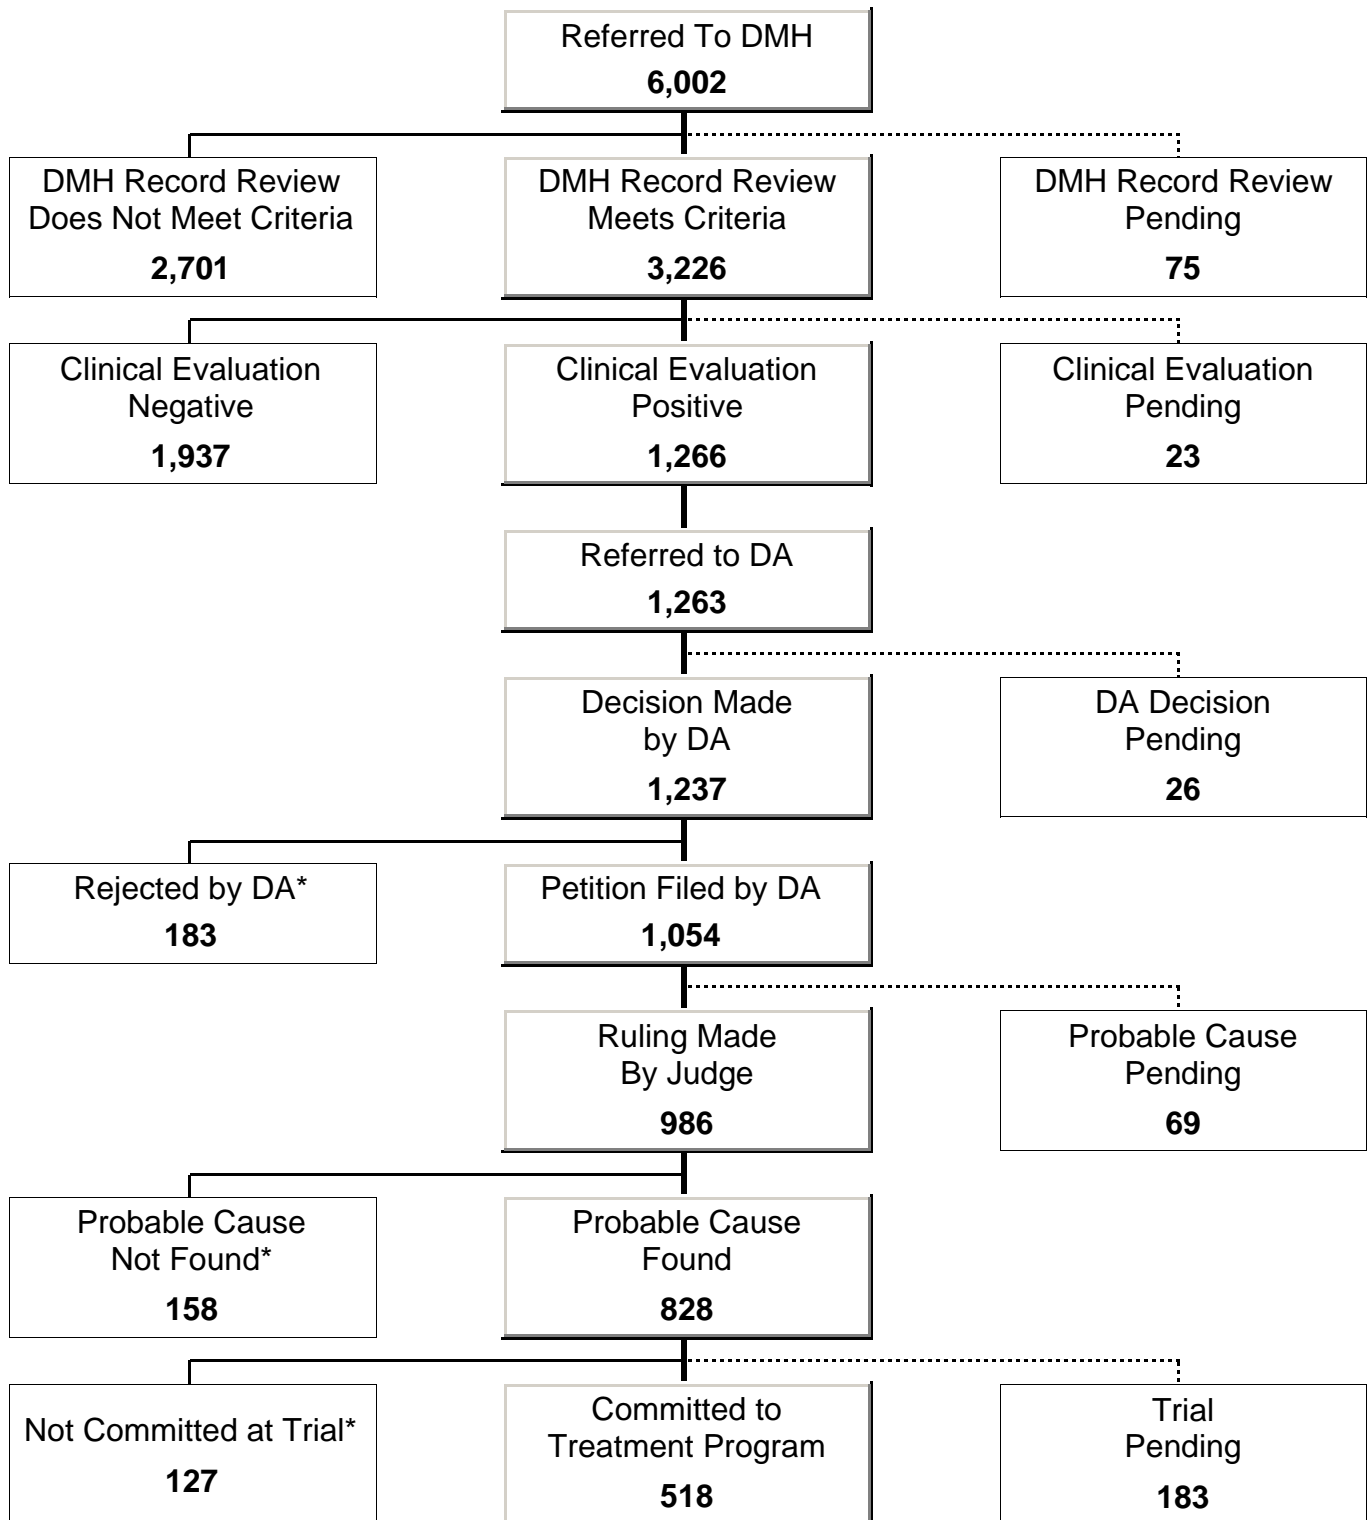 Referred To DMH
6,002
DMH Record Review
Does Not Meet Criteria
2,701
DMH Record Review
Meets Criteria
3,226
DMH Record Review
Pending
75
Clinical Evaluation
Negative
1,937
Clinical Evaluation
Positive
1,266
Clinical Evaluation
Pending
23
Referred to DA
1,263
Decision Made
by DA
1,237
DA Decision
Pending
26
Rejected by DA*
183
Petition Filed by DA
1,054
Ruling Made
By Judge
986
Probable Cause
Pending
69
Probable Cause
Not Found*
158
Probable Cause
Found
828
Not Committed at Trial*
127
Committed to
Treatment Program
518
Trial
Pending
183